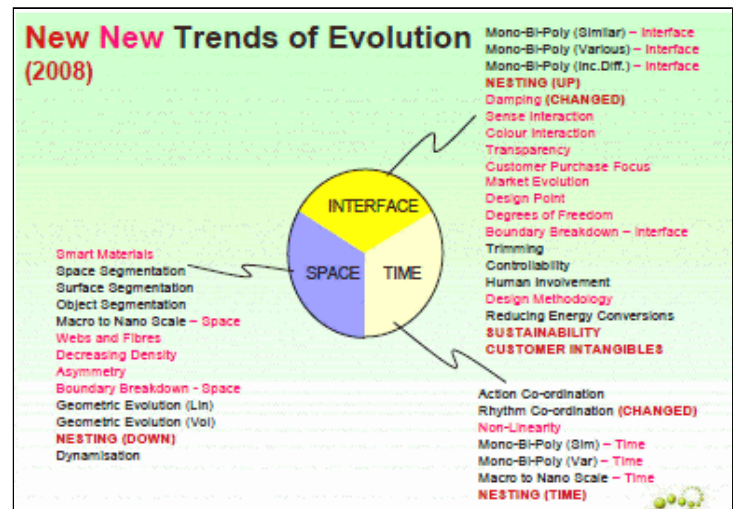 New New Trends of Evolution
(2008)
Mono-Bi-Poly (Similar) – Interface
Mono-Bi-Poly (Various) – Interface
Mono-Bi-Poly (Inc.Diff.) – Interface
NESTING (UP)
Damping (CHANGED)
Sense Interaction
Colour Interaction
Transparency
Customer Purchase Focus
Market Evolution
Design Point
Degrees of Freedom
Boundary Breakdown – Interface
Trimming
Controllability
Human Involvement
Design Methodology
Reducing Energy Conversions
SUSTAINABILITY
CUSTOMER INTANGIBLES
INTERFACE
SPACE
TIME
Smart Materials
Space Segmentation
Surface Segmentation
Object Segmentation
Macro to Nano Scale – Space
Webs and Fibres
Decreasing Density
Asymmetry
Boundary Breakdown - Space
Geometric Evolution (Lin)
Geometric Evolution (Vol)
NESTING (DOWN)
Dynamisation
Action Co-ordination
Rhythm Co-ordination (CHANGED)
Non-Linearity
Mono-Bi-Poly (Sim) – Time
Mono-Bi-Poly (Var) – Time
Macro to Nano Scale – Time
NESTING (TIME)